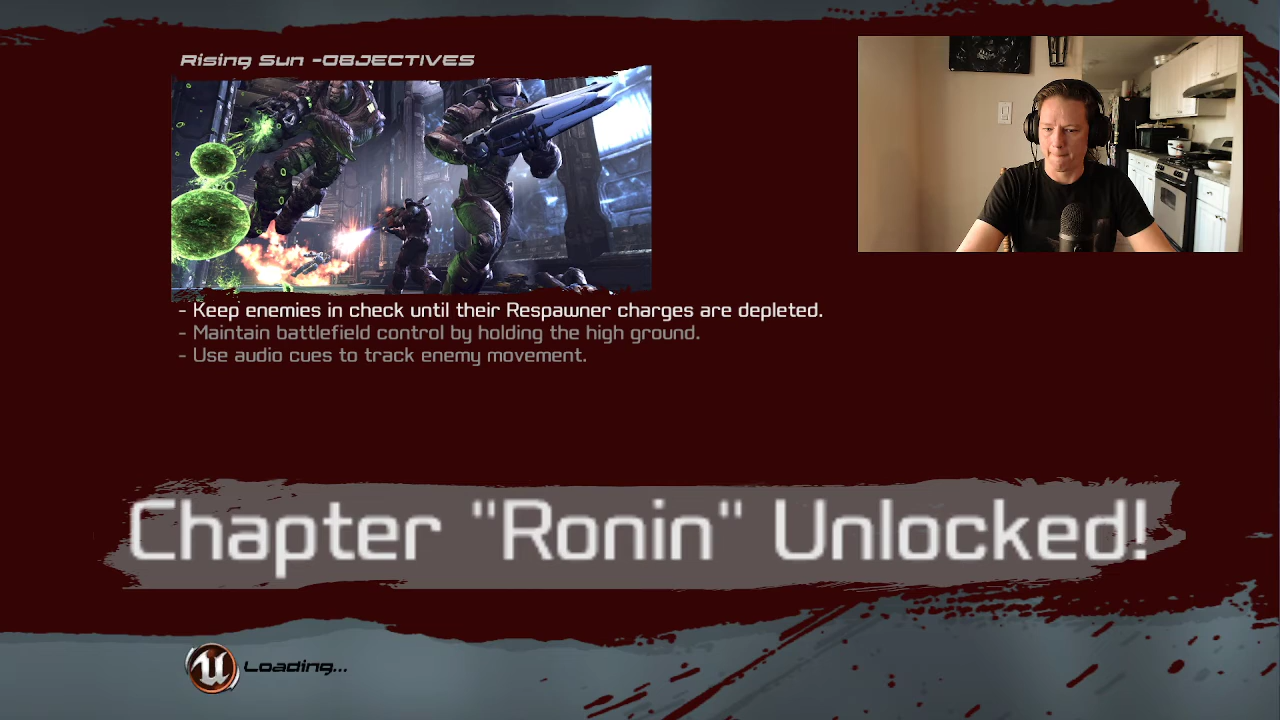 Rising Sun -OBJECTIVES
- Keep enemies in check until their Respawner charges are depleted.
- Maintain battlefield control by holding the high ground.
- Use audio cues to track enemy movement.
Chapter "Ronin" Unlocked!
Loading...